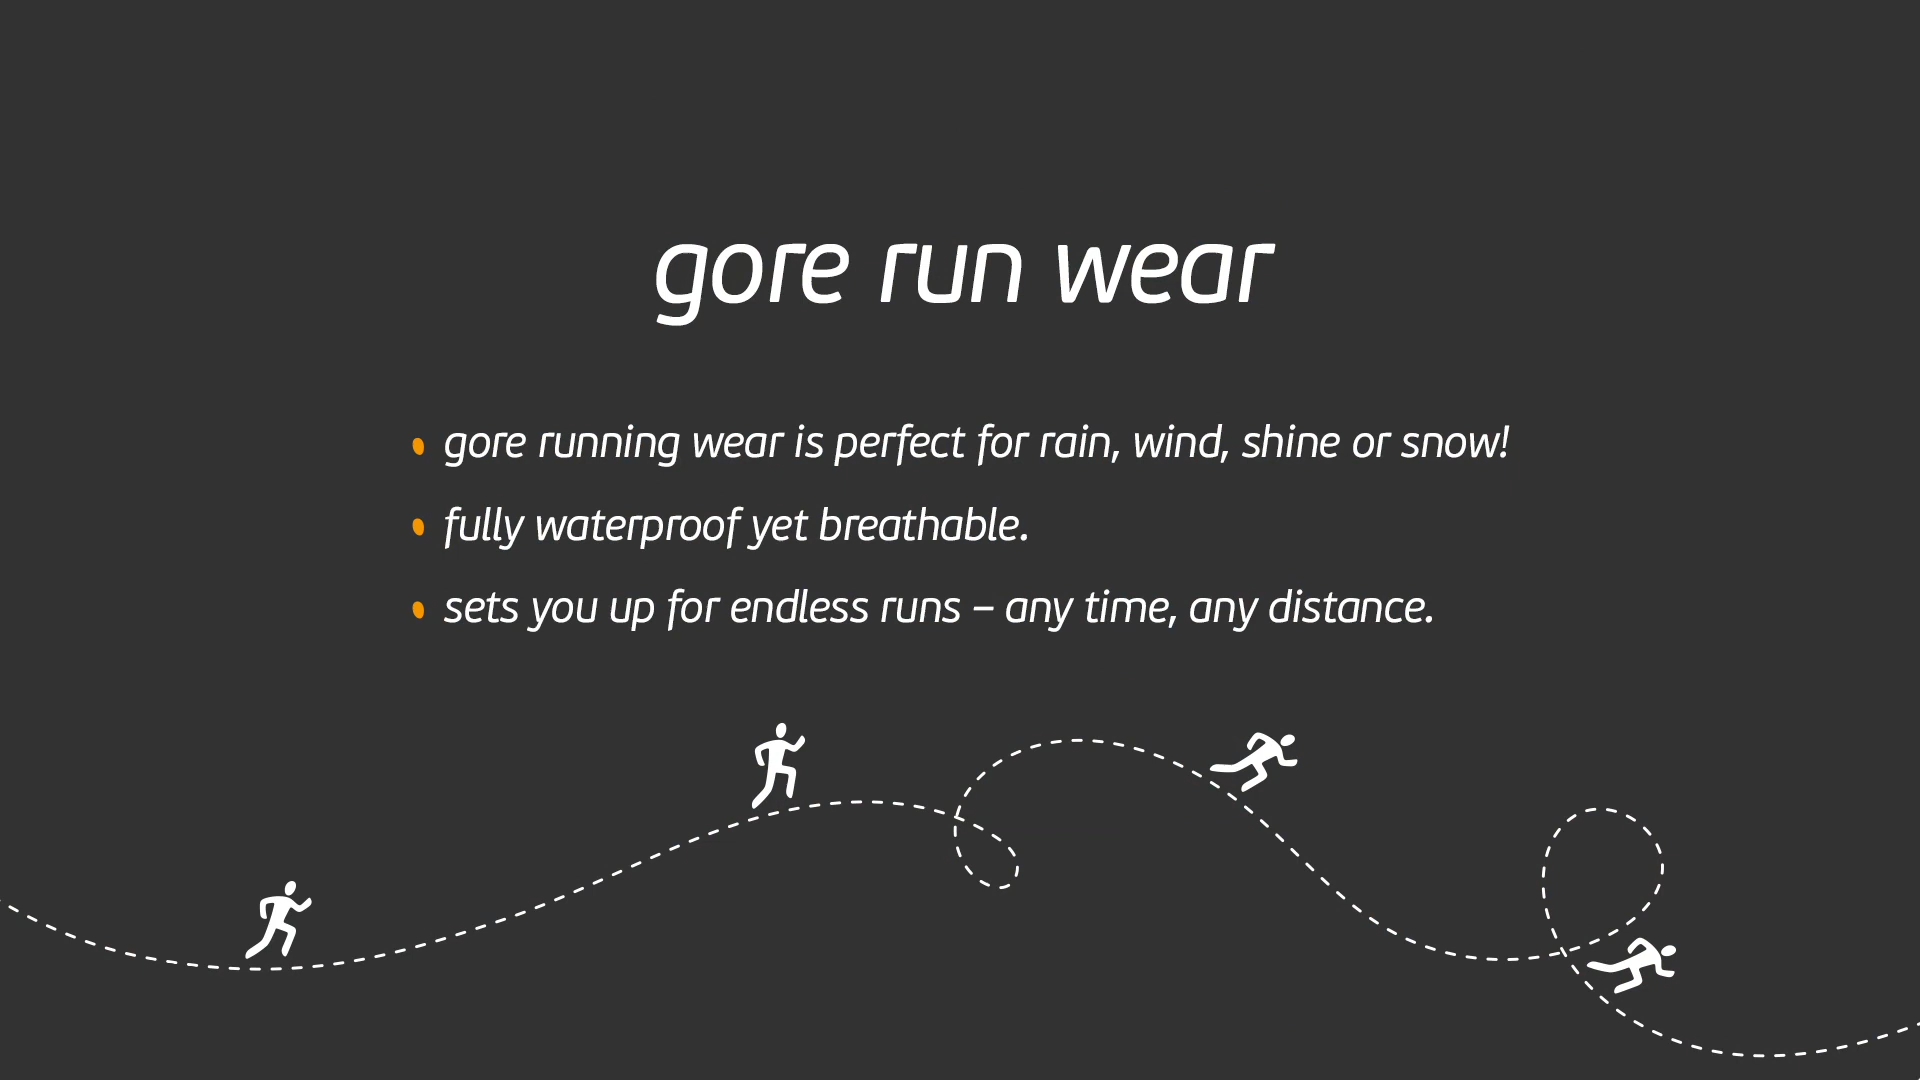 gore run wear
• gore running wear is perfect for rain, wind, shine or snow!
• fully waterproof yet breathable.
• sets you up for endless runs – any time, any distance.